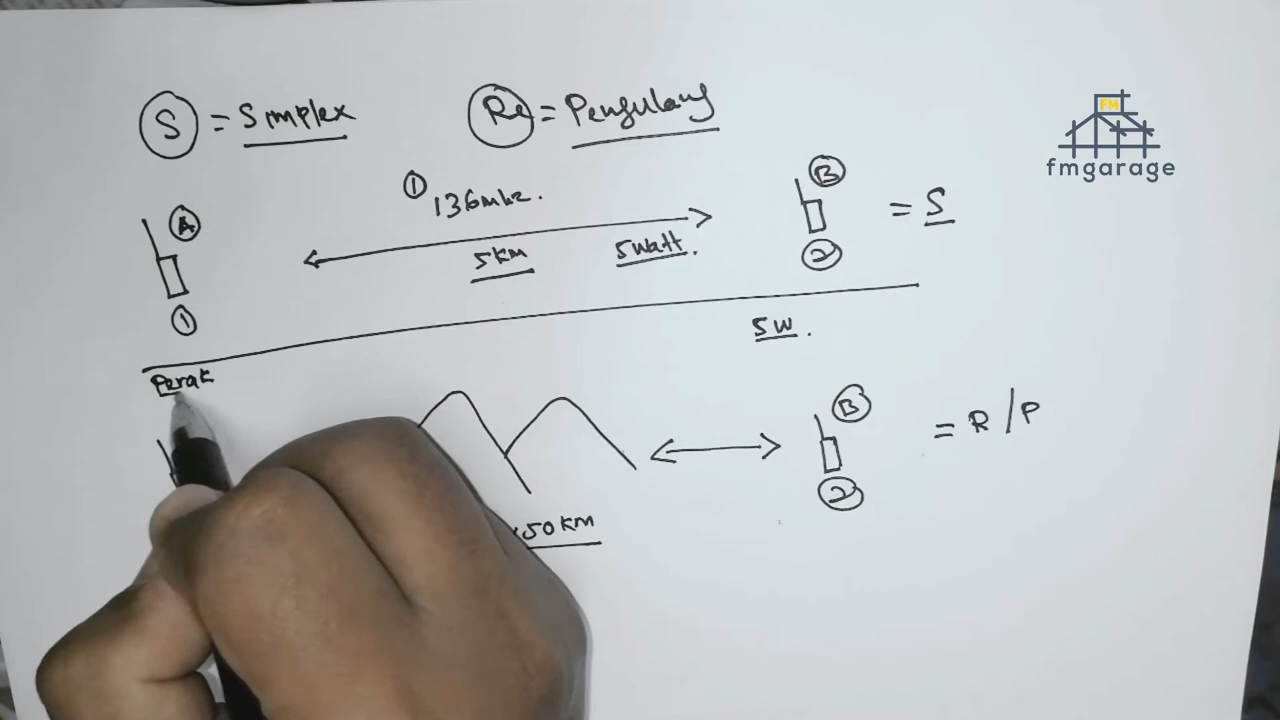 S = Simplex
Re = Pengulang
FM
fmgarage
1 136mhz.
A
B
= S
5km
5watt.
2
1
5W.
Perak
B
= R/P
2
50km